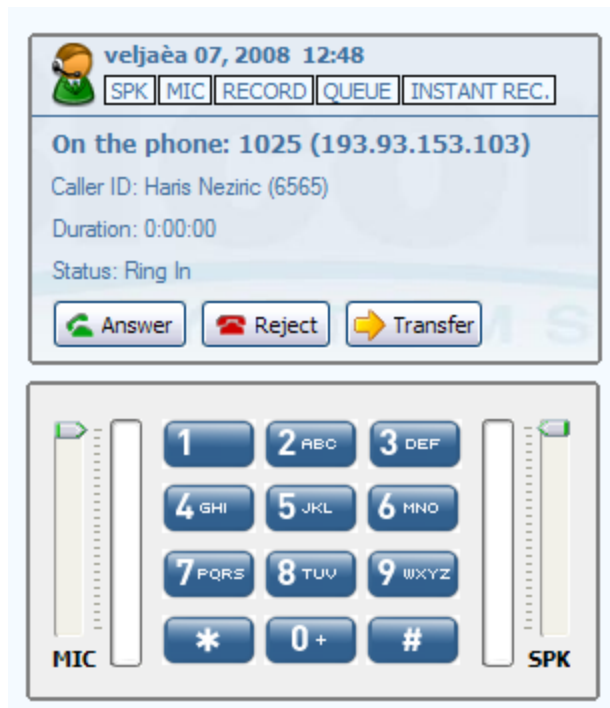 veljaèa 07, 2008 12:48
SPK MIC RECORD QUEUE INSTANT REC.
On the phone: 1025 (193.93.153.103)
Caller ID: Haris Neziric (6565)
Duration: 0:00:00
Status: Ring In
Answer Reject Transfer
1 2 ABC 3 DEF
4 GHI 5 JKL 6 MNO
7 PQRS 8 TUV 9 WXYZ
* 0 + #
MIC SPK